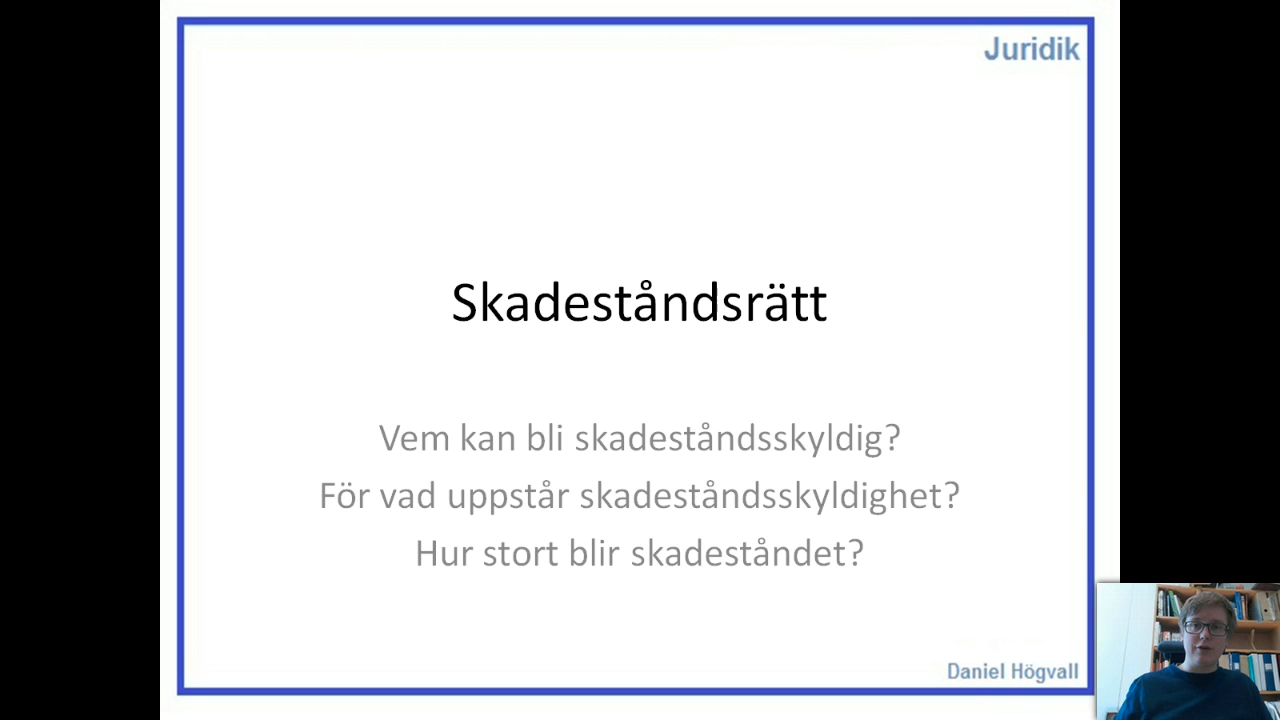 Juridik
Skadeståndsrätt
Vem kan bli skadeståndsskyldig?
För vad uppstår skadeståndsskyldighet?
Hur stort blir skadeståndet?
Daniel Högvall